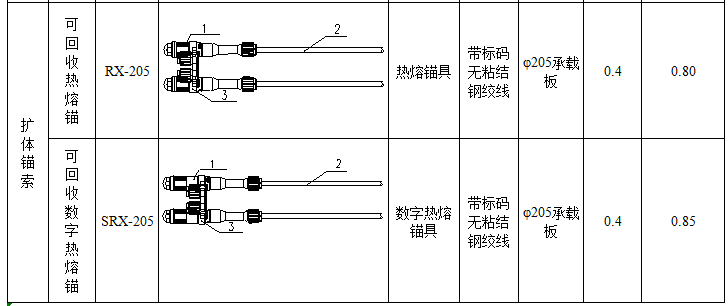 扩
体
锚
索
可
回
收
热
熔
锚
RX-205
1
2
3
热熔锚具
带标码
无粘结
钢绞线
φ205承载
板
0.4
0.80
可
回
收
数
字
热
熔
锚
SRX-205
1
2
3
数字热熔
锚具
带标码
无粘结
钢绞线
φ205承载
板
0.4
0.85